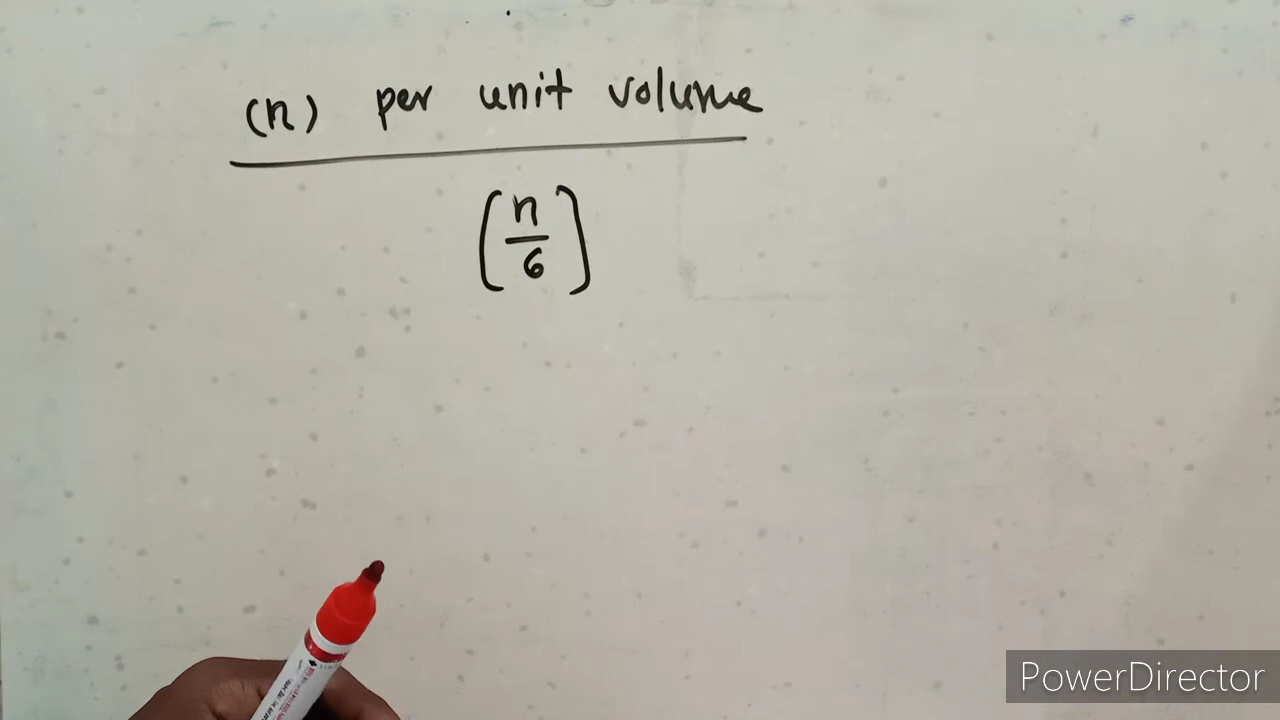 (n) per unit volume
(n/6)
PowerDirector